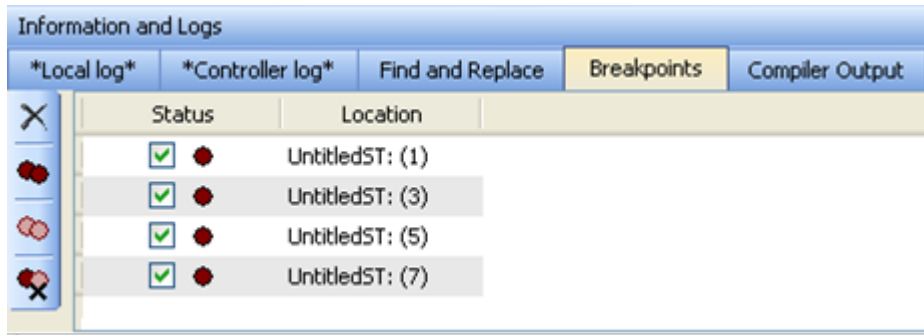 Information and Logs
*Local log* *Controller log* Find and Replace Breakpoints Compiler Output
Status Location
UntitledST: (1)
UntitledST: (3)
UntitledST: (5)
UntitledST: (7)